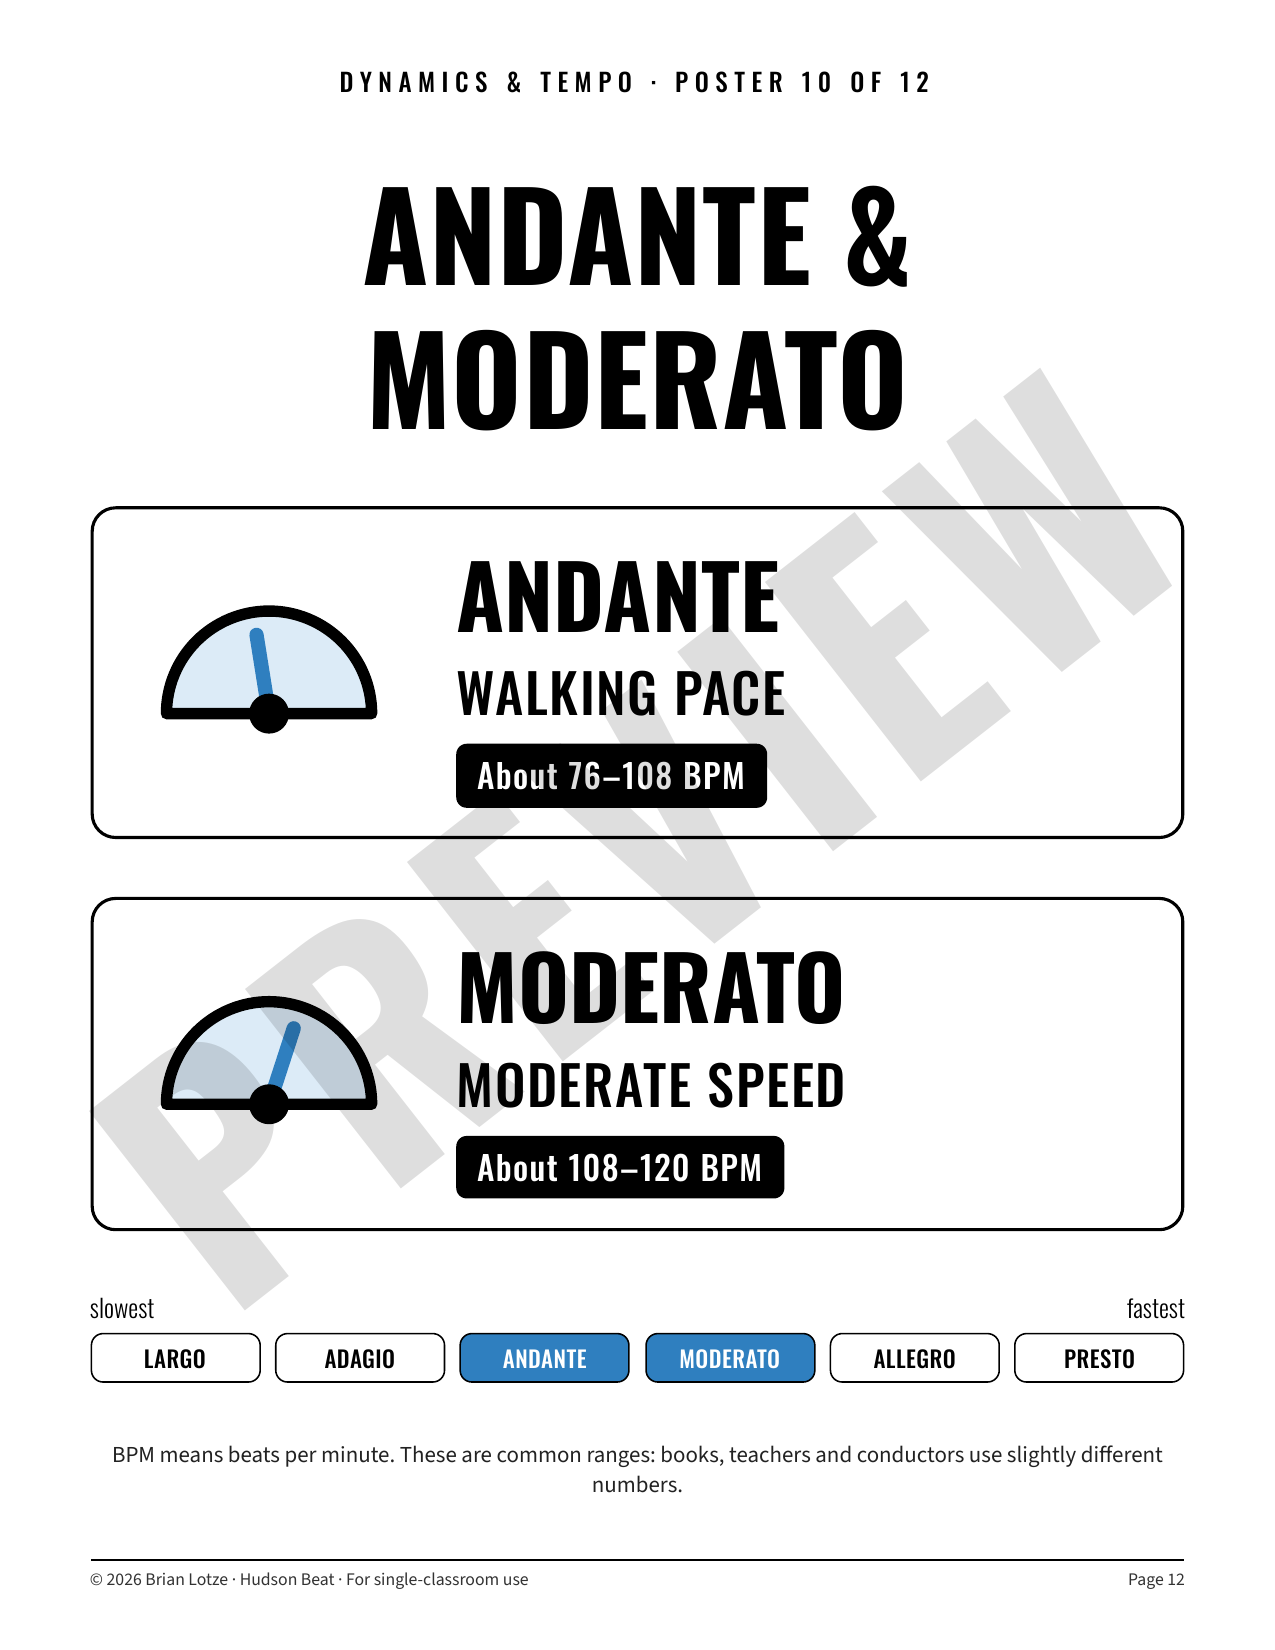 DYNAMICS & TEMPO · POSTER 10 OF 12
ANDANTE &
MODERATO
ANDANTE
WALKING PACE
About 76–108 BPM
MODERATO
MODERATE SPEED
About 108–120 BPM
PREVIEW
slowest fastest
LARGO ADAGIO ANDANTE MODERATO ALLEGRO PRESTO
BPM means beats per minute. These are common ranges: books, teachers and conductors use slightly different
numbers.
© 2026 Brian Lotze · Hudson Beat · For single-classroom use Page 12